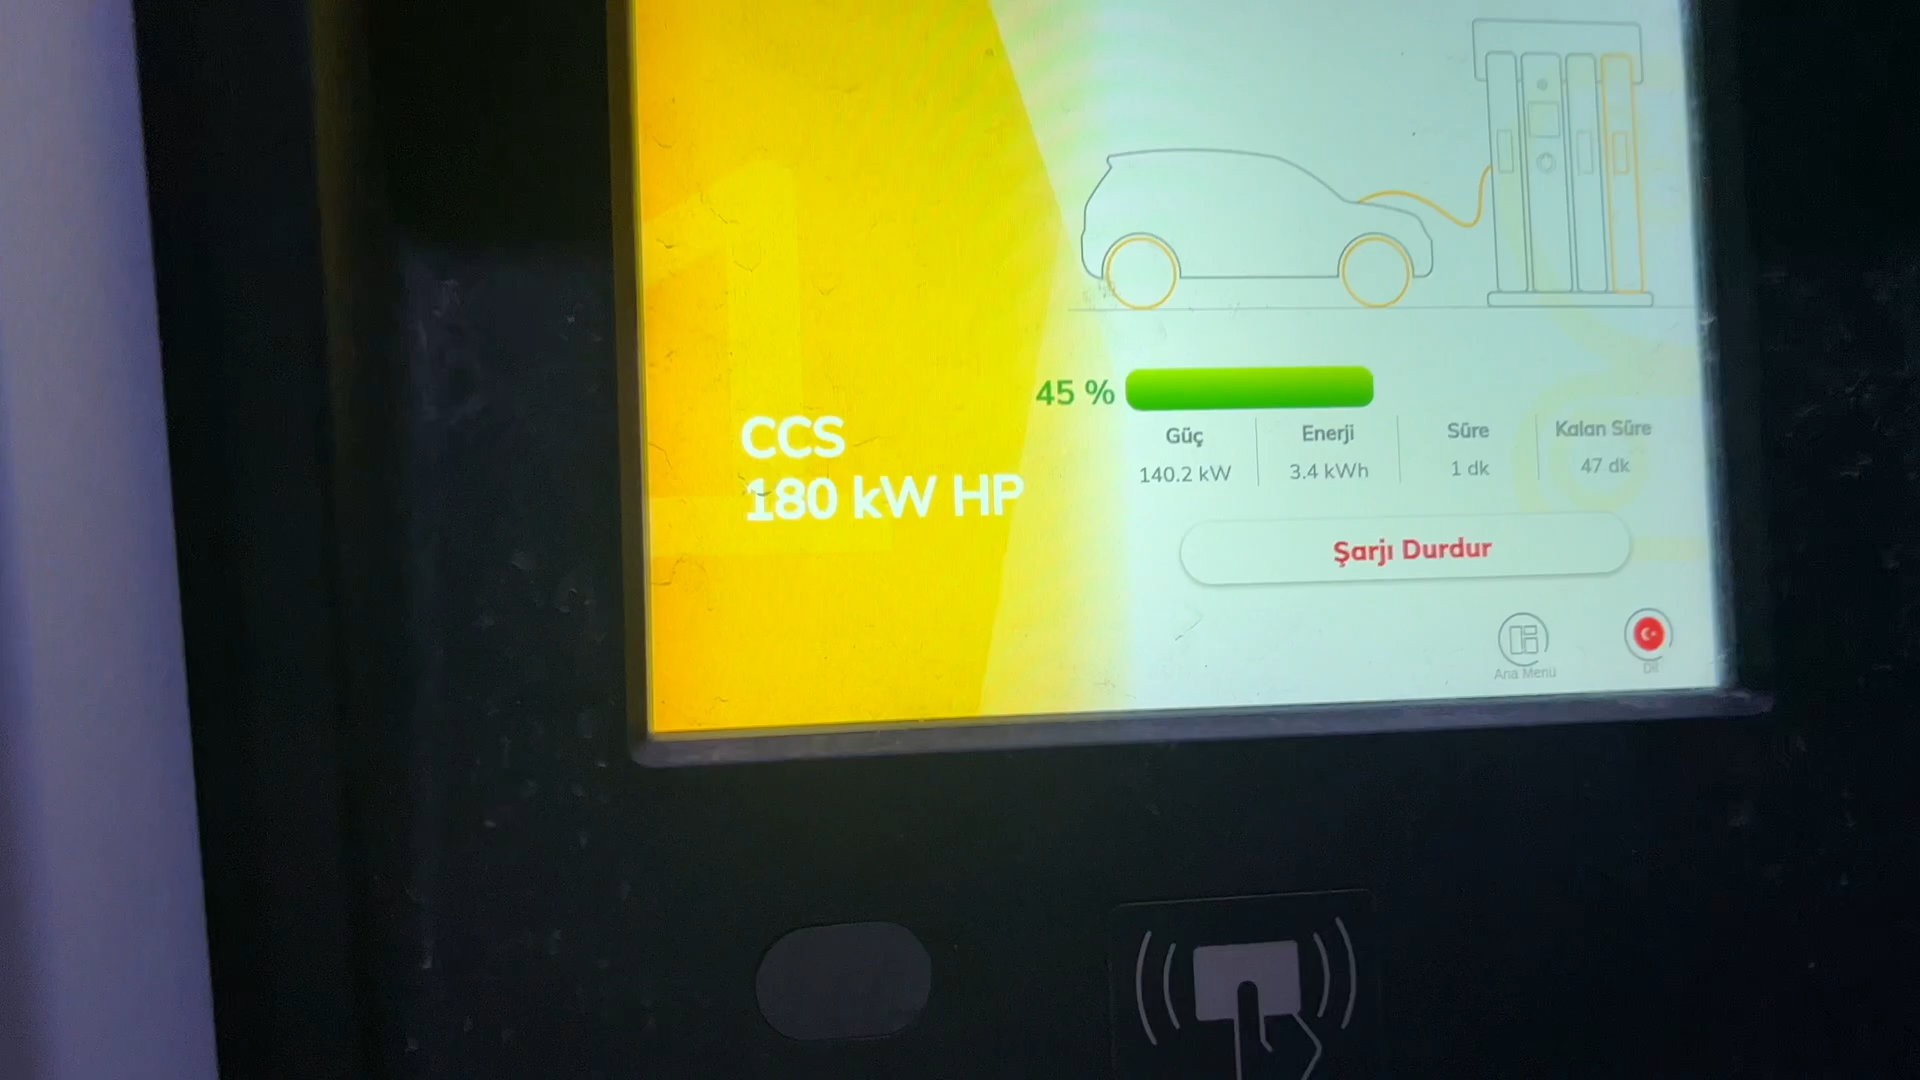 45 %
CCS
180 kW HP
Güç
Enerji
Süre
Kalan Süre
140.2 kW
3.4 kWh
1 dk
47 dk
Şarjı Durdur
Ana Menü
Dil